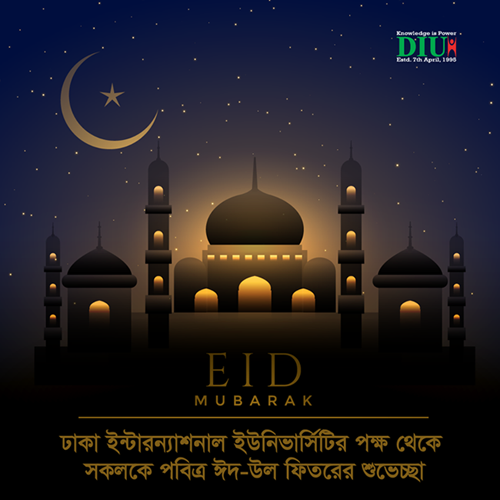 Knowledge is Power
DIU
Estd. 7th April, 1995
EID
MUBARAK
ঢাকা ইন্টারন্যাশনাল ইউনিভার্সিটির পক্ষ থেকে
সকলকে পবিত্র ঈদ-উল ফিতরের শুভেচ্ছা